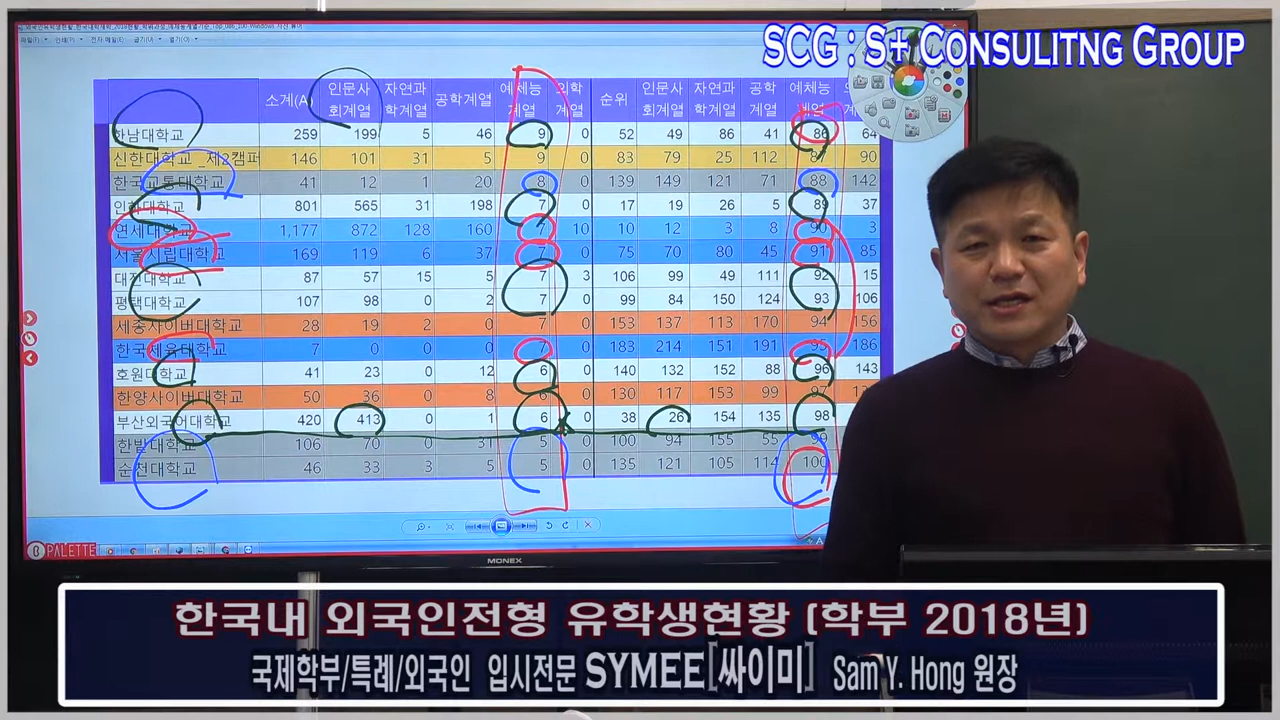 SCG : S+ CONSULITNG GROUP
소계(A) 인문사회계열 자연과학계열 공학계열 예체능계열 의학계열 순위 인문사회계열 자연과학계열 공학계열 예체능계열
한남대학교 259 199 5 46 9 0 52 49 86 41 86 64
신한대학교 _제2캠퍼 146 101 31 5 9 0 83 79 25 112 87 90
한국교통대학교 41 12 1 20 8 0 139 149 121 71 88 142
인천대학교 801 565 31 198 7 0 17 19 26 5 89 37
연세대학교 1,177 872 128 160 7 10 10 12 3 8 90 3
서울시립대학교 169 119 6 37 7 0 75 70 80 45 91 85
대전대학교 87 57 15 5 7 3 106 99 49 111 92 15
평택대학교 107 98 0 2 7 0 99 84 150 124 93 106
세종사이버대학교 28 19 2 0 7 0 153 137 113 170 94 156
한국체육대학교 7 0 0 0 7 0 183 214 151 191 95 186
호원대학교 41 23 0 12 6 0 140 132 152 88 96 143
한양사이버대학교 50 36 0 8 6 0 130 117 153 99 97
부산외국어대학교 420 413 0 1 6 0 38 26 154 135 98
한밭대학교 106 70 0 31 5 0 100 94 155 55 99
순천대학교 46 33 3 5 5 0 135 121 105 114 100
PALETTE
MONEX
한국내 외국인전형 유학생현황 (학부 2018년)
국제학부/특례/외국인 입시전문 SYMEE[싸이미] Sam Y. Hong 원장